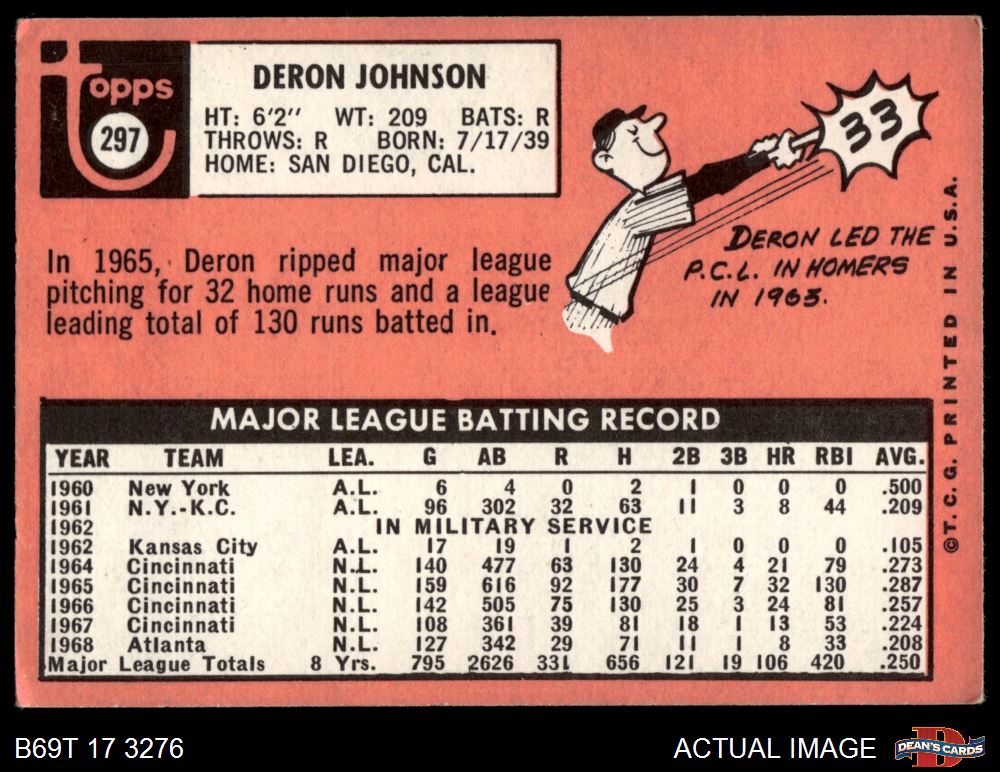 Topps
297
DERON JOHNSON
HT: 6'2" WT: 209 BATS: R
THROWS: R BORN: 7/17/39
HOME: SAN DIEGO, CAL.
33
DERON LED THE
P.C.L. IN HOMERS
IN 1963.
In 1965, Deron ripped major league
pitching for 32 home runs and a league
leading total of 130 runs batted in.
©T.C.G. PRINTED IN U.S.A.
MAJOR LEAGUE BATTING RECORD
YEAR TEAM LEA. G AB R H 2B 3B HR RBI AVG.
1960 New York A.L. 6 4 0 2 1 0 0 0 .500
1961 N.Y.-K.C. A.L. 96 302 32 63 11 3 8 44 .209
1962 IN MILITARY SERVICE
1962 Kansas City A.L. 17 19 1 2 1 0 0 0 .105
1964 Cincinnati N.L. 140 477 63 130 24 4 21 79 .273
1965 Cincinnati N.L. 159 616 92 177 30 7 32 130 .287
1966 Cincinnati N.L. 142 505 75 130 25 3 24 81 .257
1967 Cincinnati N.L. 108 361 39 81 18 1 13 53 .224
1968 Atlanta N.L. 127 342 29 71 11 1 8 33 .208
Major League Totals 8 Yrs. 795 2626 331 656 121 19 106 420 .250
B69T 17 3276
ACTUAL IMAGE
D
DEAN'S CARDS